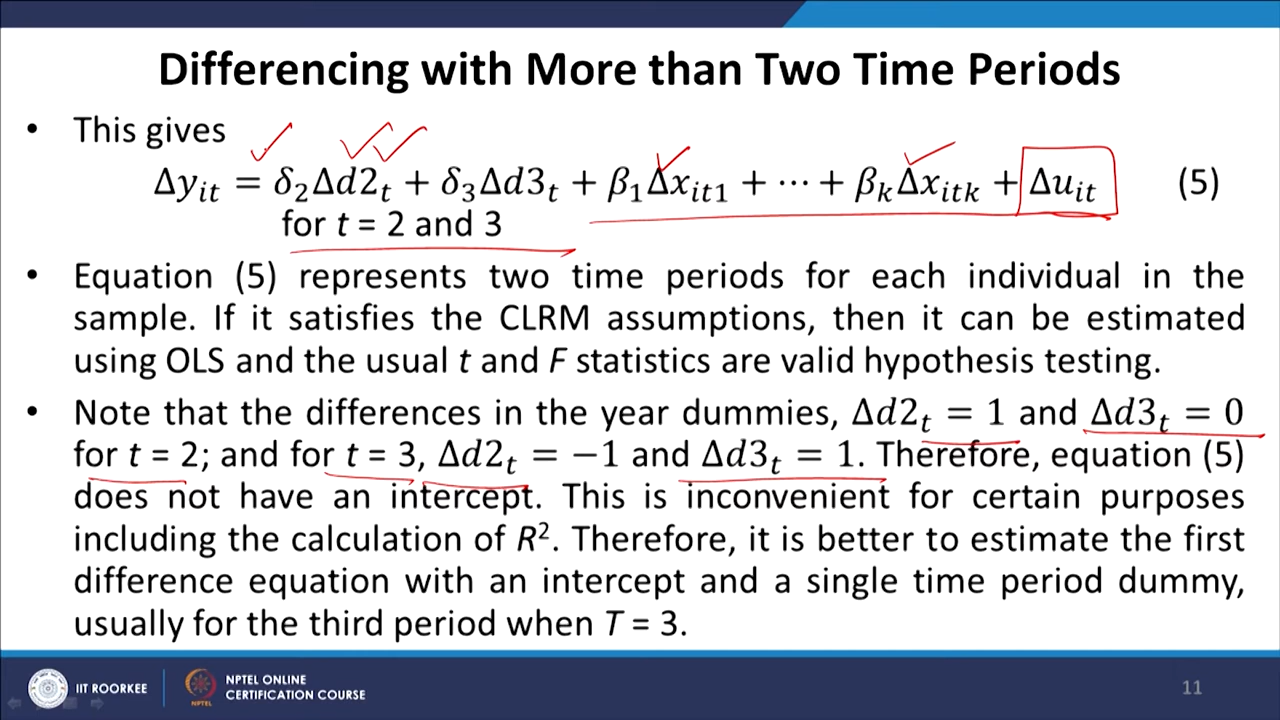 Differencing with More than Two Time Periods
• This gives
Δy_it = δ₂Δd2_t + δ₃Δd3_t + β₁Δx_it1 + ⋯ + β_kΔx_itk + Δu_it (5)
for t = 2 and 3
• Equation (5) represents two time periods for each individual in the
sample. If it satisfies the CLRM assumptions, then it can be estimated
using OLS and the usual t and F statistics are valid hypothesis testing.
• Note that the differences in the year dummies, Δd2_t = 1 and Δd3_t = 0
for t = 2; and for t = 3, Δd2_t = −1 and Δd3_t = 1. Therefore, equation (5)
does not have an intercept. This is inconvenient for certain purposes
including the calculation of R². Therefore, it is better to estimate the first
difference equation with an intercept and a single time period dummy,
usually for the third period when T = 3.
IIT ROORKEE
NPTEL
NPTEL ONLINE
CERTIFICATION COURSE
11